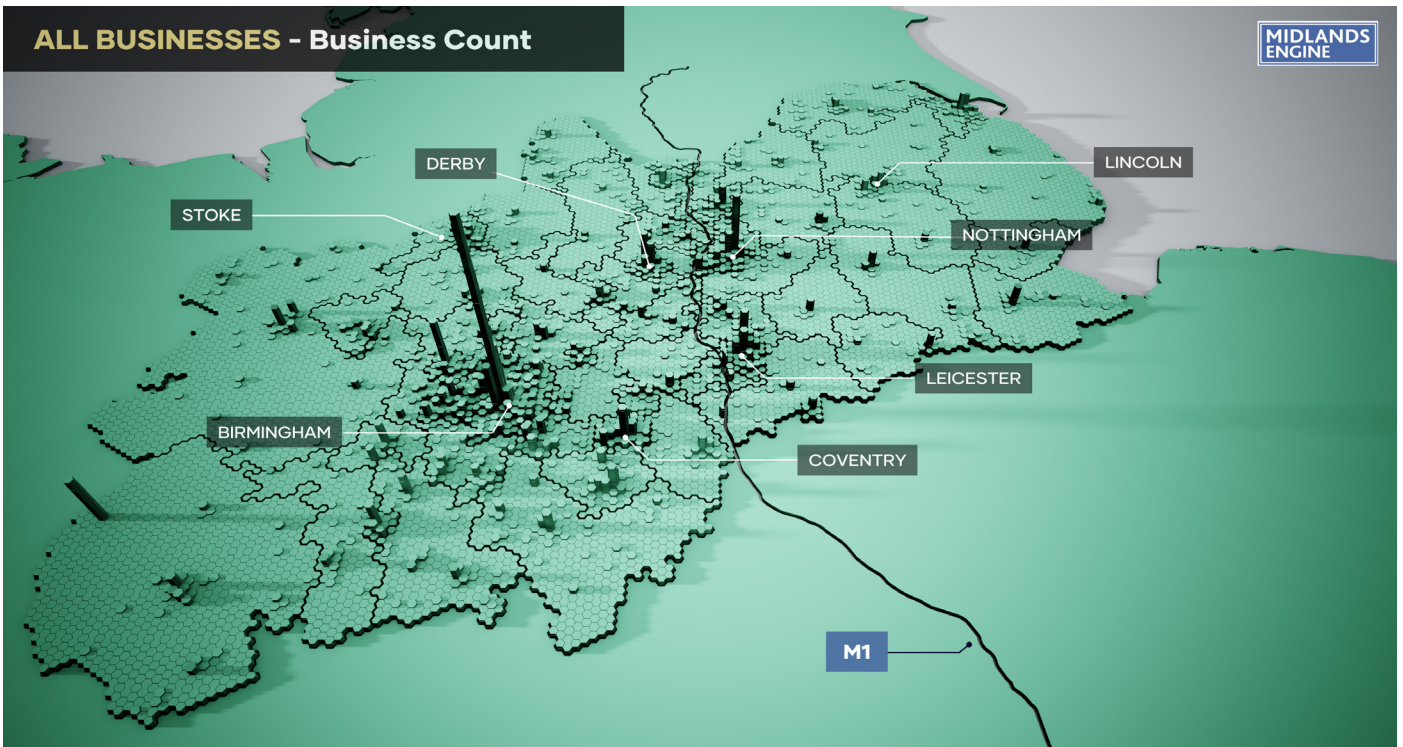 ALL BUSINESSES - Business Count
MIDLANDS
ENGINE
DERBY
LINCOLN
STOKE
NOTTINGHAM
LEICESTER
BIRMINGHAM
COVENTRY
M1